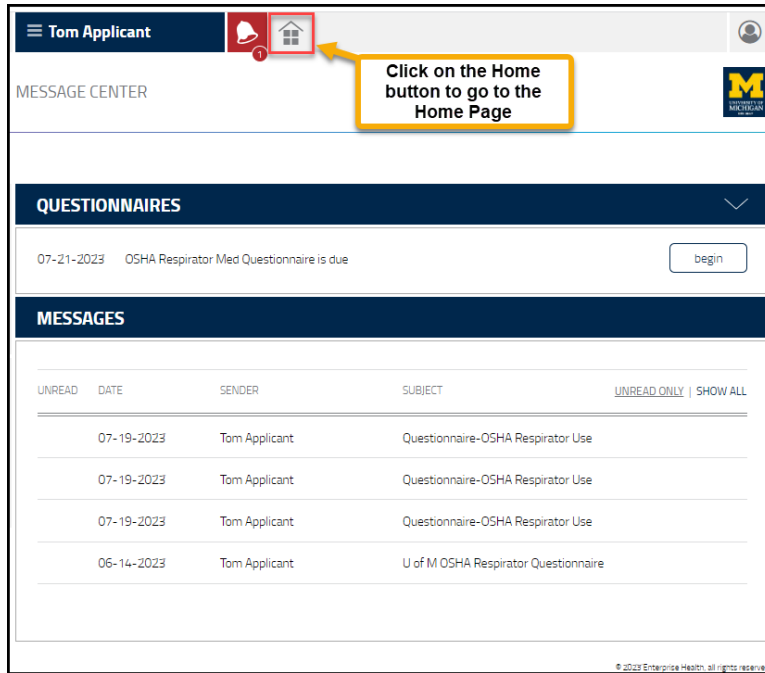 Tom Applicant
1
Click on the Home
button to go to the
Home Page
MESSAGE CENTER
M
UNIVERSITY OF
MICHIGAN
QUESTIONNAIRES
07-21-2023 OSHA Respirator Med Questionnaire is due begin
MESSAGES
UNREAD DATE SENDER SUBJECT UNREAD ONLY | SHOW ALL
07-19-2023 Tom Applicant Questionnaire-OSHA Respirator Use
07-19-2023 Tom Applicant Questionnaire-OSHA Respirator Use
07-19-2023 Tom Applicant Questionnaire-OSHA Respirator Use
06-14-2023 Tom Applicant U of M OSHA Respirator Questionnaire
© 2023 Enterprise Health, all rights reserve